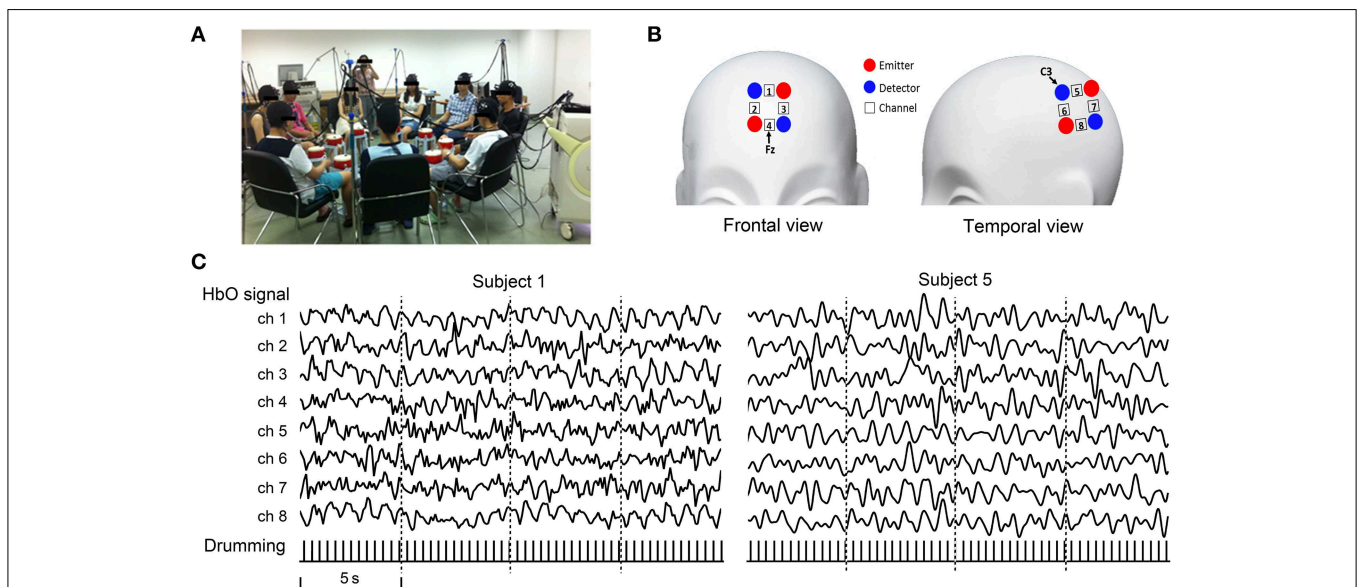 A
B
Emitter
Detector
Channel
1
2
3
4
Fz
C3
5
6
7
8
Frontal view
Temporal view
C
Subject 1
Subject 5
HbO signal
ch 1
ch 2
ch 3
ch 4
ch 5
ch 6
ch 7
ch 8
Drumming
5 s